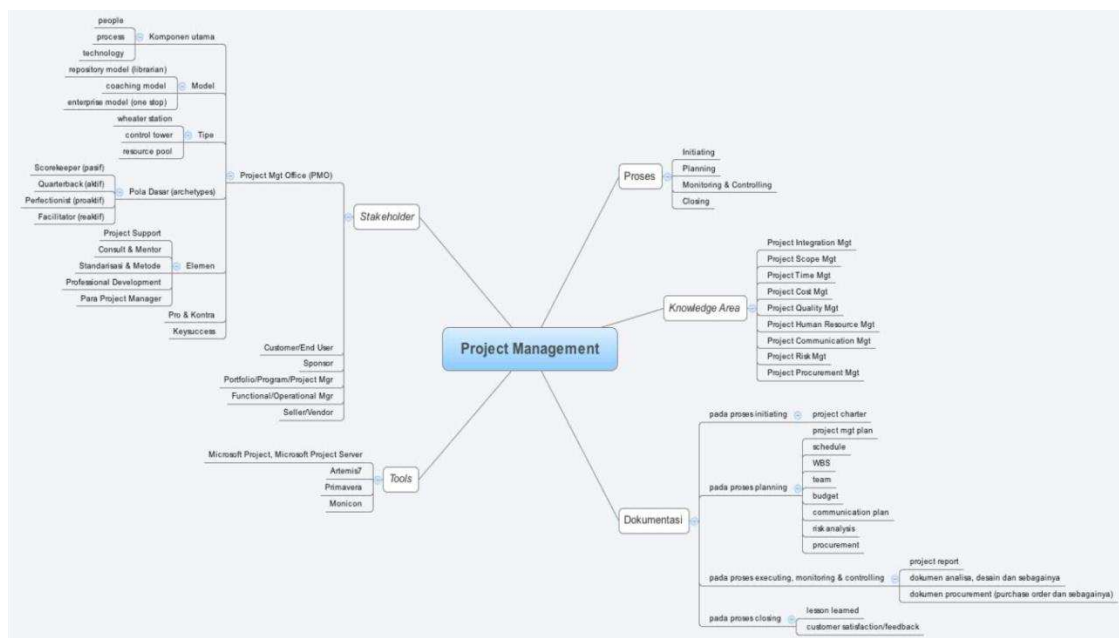 Project Management
Stakeholder
Project Mgt Office (PMO)
Komponen utama
people
process
technology
Model
repository model (librarian)
coaching model
enterprise model (one stop)
Tipe
wheater station
control tower
resource pool
Pola Dasar (archetypes)
Scorekeeper (pasif)
Quarterback (aktif)
Perfectionist (proaktif)
Facilitator (reaktif)
Elemen
Project Support
Consult & Mentor
Standarisasi & Metode
Professional Development
Para Project Manager
Pro & Kontra
Keysuccess
Customer/End User
Sponsor
Portfolio/Program/Project Mgr
Functional/Operational Mgr
Seller/Vendor
Tools
Microsoft Project, Microsoft Project Server
Artemis7
Primavera
Monicon
Proses
Initiating
Planning
Monitoring & Controlling
Closing
Knowledge Area
Project Integration Mgt
Project Scope Mgt
Project Time Mgt
Project Cost Mgt
Project Quality Mgt
Project Human Resource Mgt
Project Communication Mgt
Project Risk Mgt
Project Procurement Mgt
Dokumentasi
pada proses initiating
project charter
pada proses planning
project mgt plan
schedule
WBS
team
budget
communication plan
risk analysis
procurement
pada proses executing, monitoring & controlling
project report
dokumen analisa, desain dan sebagainya
dokumen procurement (purchase order dan sebagainya)
pada proses closing
lesson learned
customer satisfaction/feedback